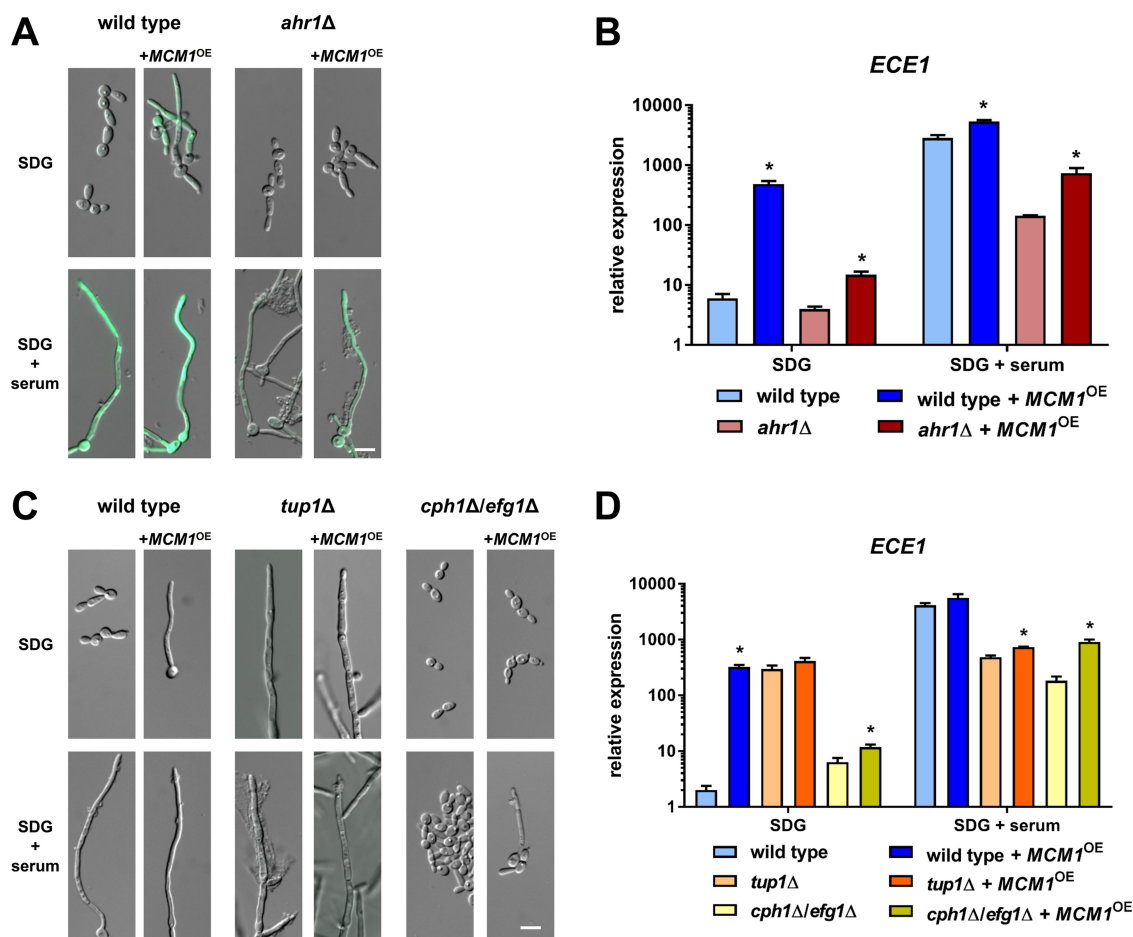 A
wild type
ahr1Δ
+MCM1OE
+MCM1OE
SDG
SDG
+
serum
B
ECE1
relative expression
10000
1000
100
10
1
*
*
*
*
SDG
SDG + serum
wild type
wild type + MCM1OE
ahr1Δ
ahr1Δ + MCM1OE
C
wild type
tup1Δ
cph1Δ/efg1Δ
+MCM1OE
+MCM1OE
+MCM1OE
SDG
SDG
+
serum
D
ECE1
relative expression
10000
1000
100
10
1
*
*
*
*
SDG
SDG + serum
wild type
wild type + MCM1OE
tup1Δ
tup1Δ + MCM1OE
cph1Δ/efg1Δ
cph1Δ/efg1Δ + MCM1OE